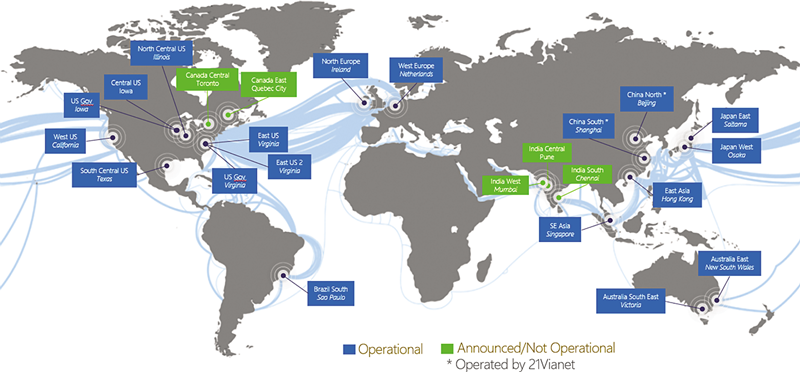 North Central US
Illinois
Canada Central
Toronto
Canada East
Quebec City
North Europe
Ireland
West Europe
Netherlands
Central US
Iowa
US Gov
Iowa
West US
California
South Central US
Texas
East US
Virginia
East US 2
Virginia
US Gov
Virginia
China North *
Beijing
China South *
Shanghai
Japan East
Saitama
Japan West
Osaka
India Central
Pune
India West
Mumbai
India South
Chennai
East Asia
Hong Kong
SE Asia
Singapore
Australia East
New South Wales
Brazil South
Sao Paulo
Australia South East
Victoria
Operational
Announced/Not Operational
* Operated by 21Vianet